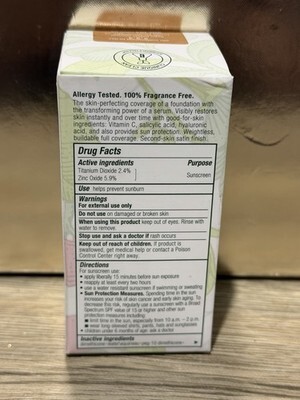 Allergy Tested. 100% Fragrance Free.
The skin-perfecting coverage of a foundation with
the transforming power of a serum. Visibly restores
skin instantly and over time with good-for-skin
ingredients: Vitamin C, salicylic acid, hyaluronic
acid, and also provides sun protection. Weightless,
buildable full coverage. Second-skin satin finish.
Drug Facts
Active ingredients Purpose
Titanium Dioxide 2.4%
Zinc Oxide 5.9% Sunscreen
Use helps prevent sunburn
Warnings
For external use only
Do not use on damaged or broken skin
When using this product keep out of eyes. Rinse with
water to remove.
Stop use and ask a doctor if rash occurs
Keep out of reach of children. If product is
swallowed, get medical help or contact a Poison
Control Center right away.
Directions
For sunscreen use:
• apply liberally 15 minutes before sun exposure
• reapply at least every two hours
• use a water resistant sunscreen if swimming or sweating
• Sun Protection Measures. Spending time in the sun
increases your risk of skin cancer and early skin aging. To
decrease this risk, regularly use a sunscreen with a Broad
Spectrum SPF value of 15 or higher and other sun
protection measures including:
■ limit time in the sun, especially from 10 a.m. – 2 p.m.
■ wear long sleeved shirts, pants, hats and sunglasses
• children under 6 months of age: ask a doctor
Inactive ingredients